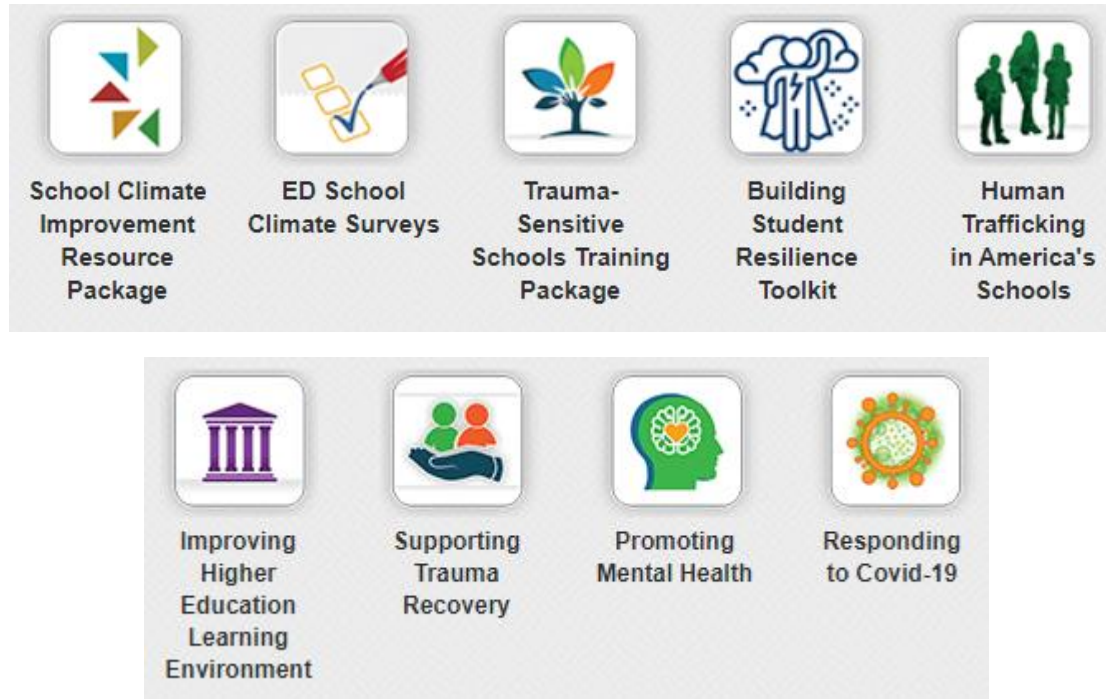 School Climate
Improvement
Resource
Package
ED School
Climate Surveys
Trauma-
Sensitive
Schools Training
Package
Building
Student
Resilience
Toolkit
Human
Trafficking
in America's
Schools
Improving
Higher
Education
Learning
Environment
Supporting
Trauma
Recovery
Promoting
Mental Health
Responding
to Covid-19